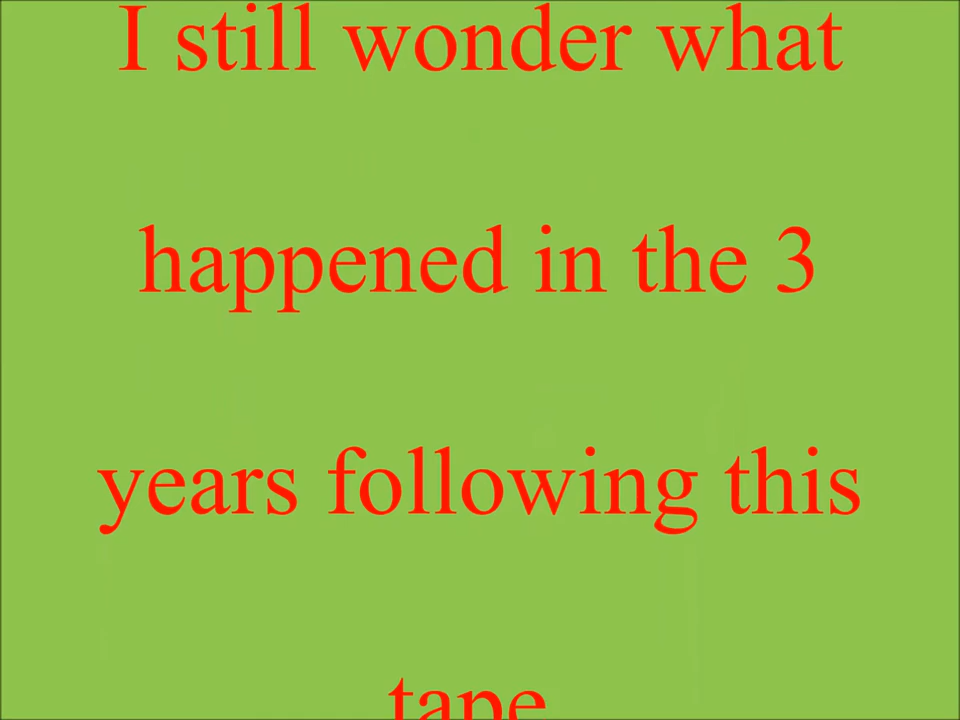 I still wonder what
happened in the 3
years following this
tape